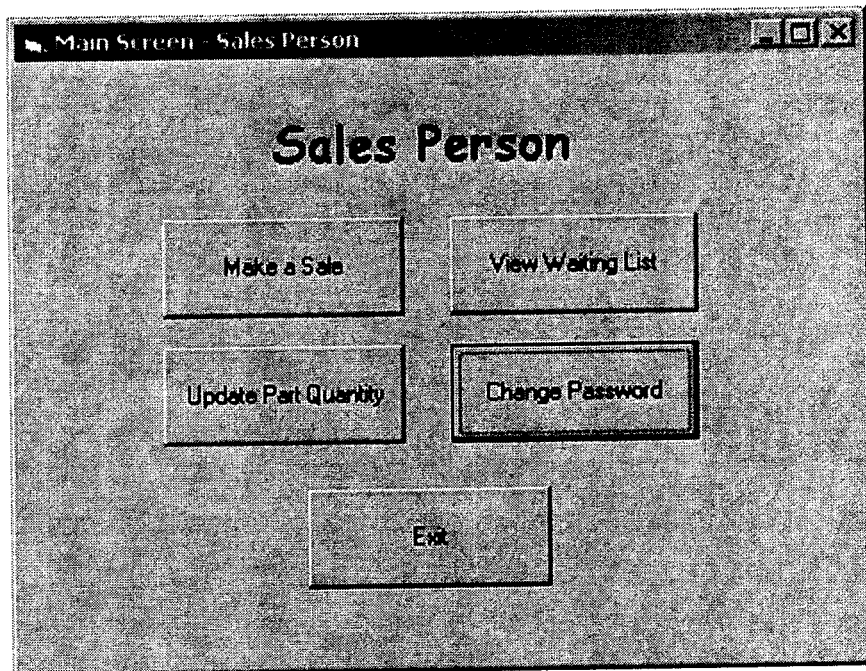 Main Screen - Sales Person
Sales Person
Make a Sale
View Waiting List
Update Part Quantity
Change Password
Exit